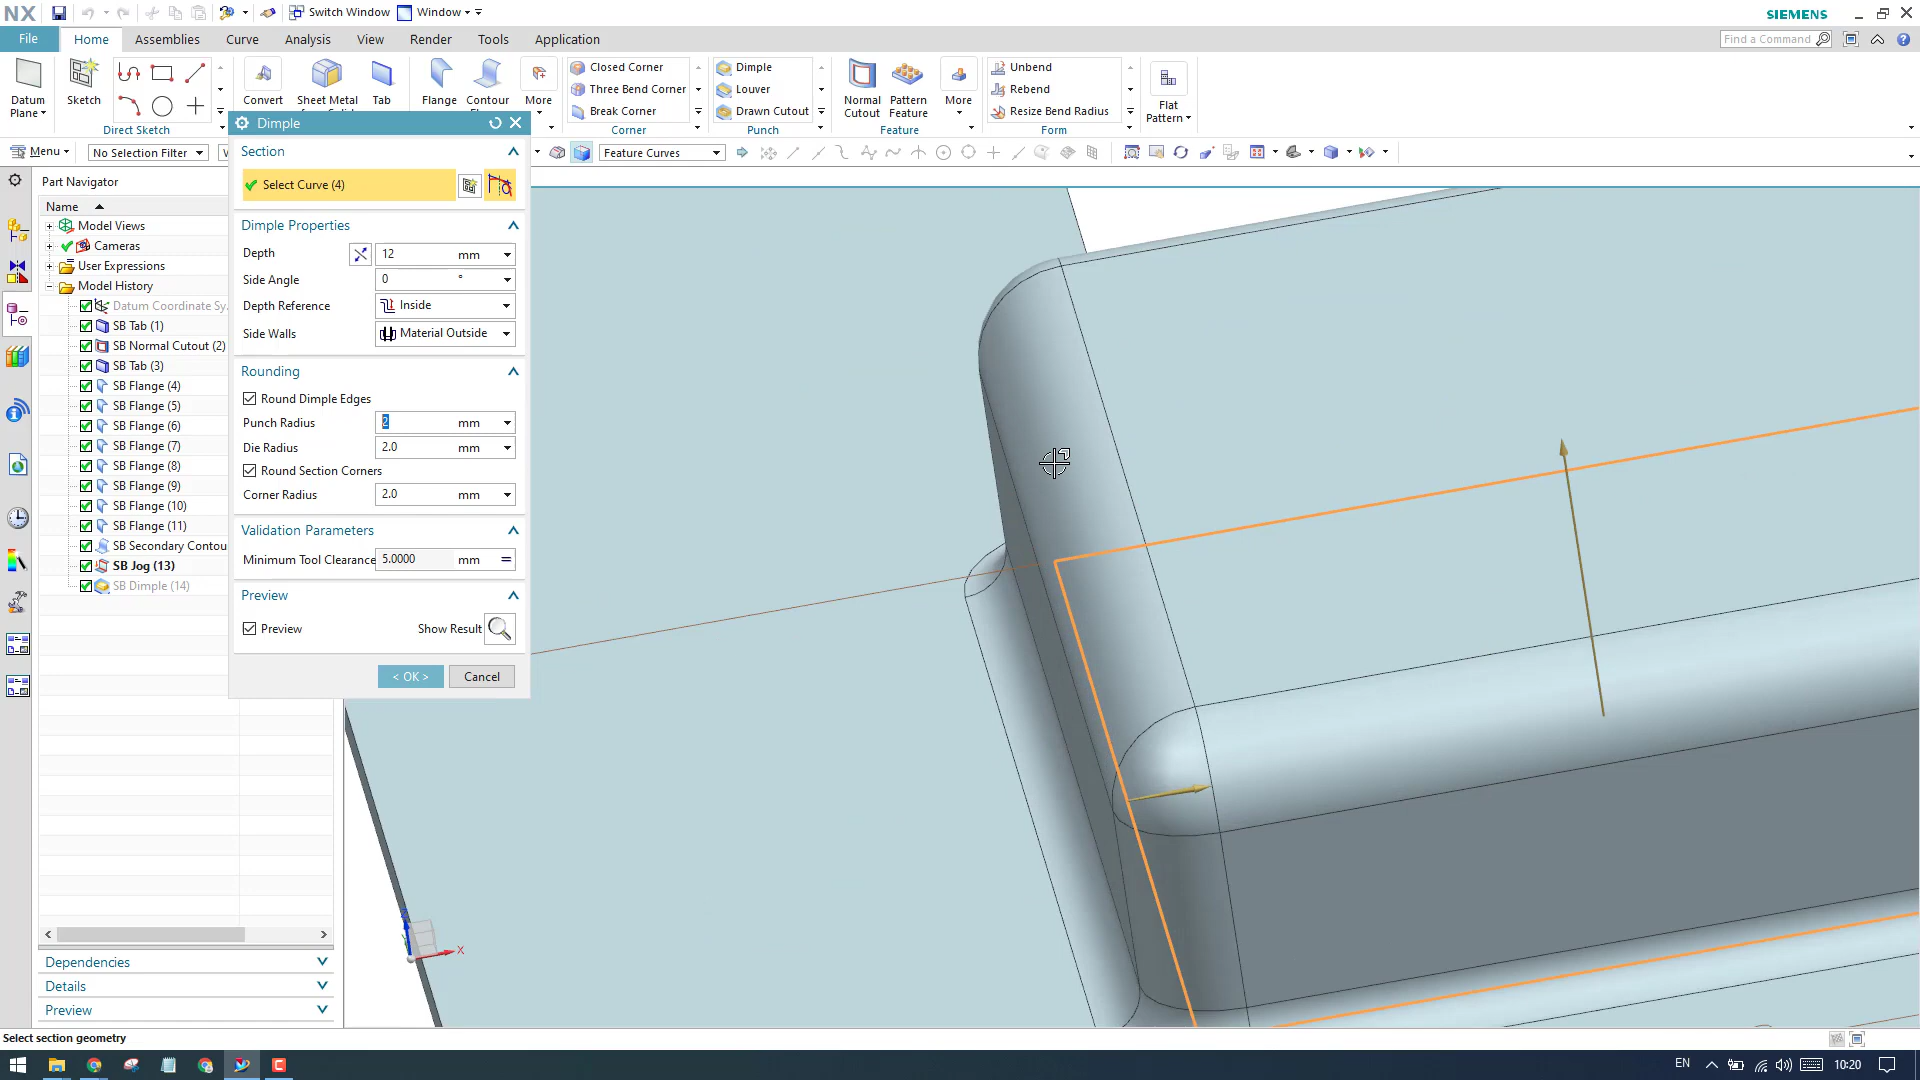 NX
Switch Window
Window
SIEMENS
File
Home
Assemblies
Curve
Analysis
View
Render
Tools
Application
Find a Command
Datum
Plane
Sketch
Direct Sketch
Convert
Sheet Metal
Tab
Flange
Contour
More
Closed Corner
Three Bend Corner
Break Corner
Corner
Dimple
Louver
Drawn Cutout
Punch
Normal
Cutout
Pattern
Feature
More
Feature
Unbend
Rebend
Resize Bend Radius
Form
Flat
Pattern
Menu
No Selection Filter
Feature Curves
Dimple
Section
Select Curve (4)
Dimple Properties
Depth
12
mm
Side Angle
0
°
Depth Reference
Inside
Side Walls
Material Outside
Rounding
Round Dimple Edges
Punch Radius
2
mm
Die Radius
2.0
mm
Round Section Corners
Corner Radius
2.0
mm
Validation Parameters
Minimum Tool Clearance
5.0000
mm
=
Preview
Preview
Show Result
< OK >
Cancel
Part Navigator
Name
Model Views
Cameras
User Expressions
Model History
Datum Coordinate Sy
SB Tab (1)
SB Normal Cutout (2)
SB Tab (3)
SB Flange (4)
SB Flange (5)
SB Flange (6)
SB Flange (7)
SB Flange (8)
SB Flange (9)
SB Flange (10)
SB Flange (11)
SB Secondary Contou
SB Jog (13)
SB Dimple (14)
Dependencies
Details
Preview
X
Select section geometry
EN
10:20